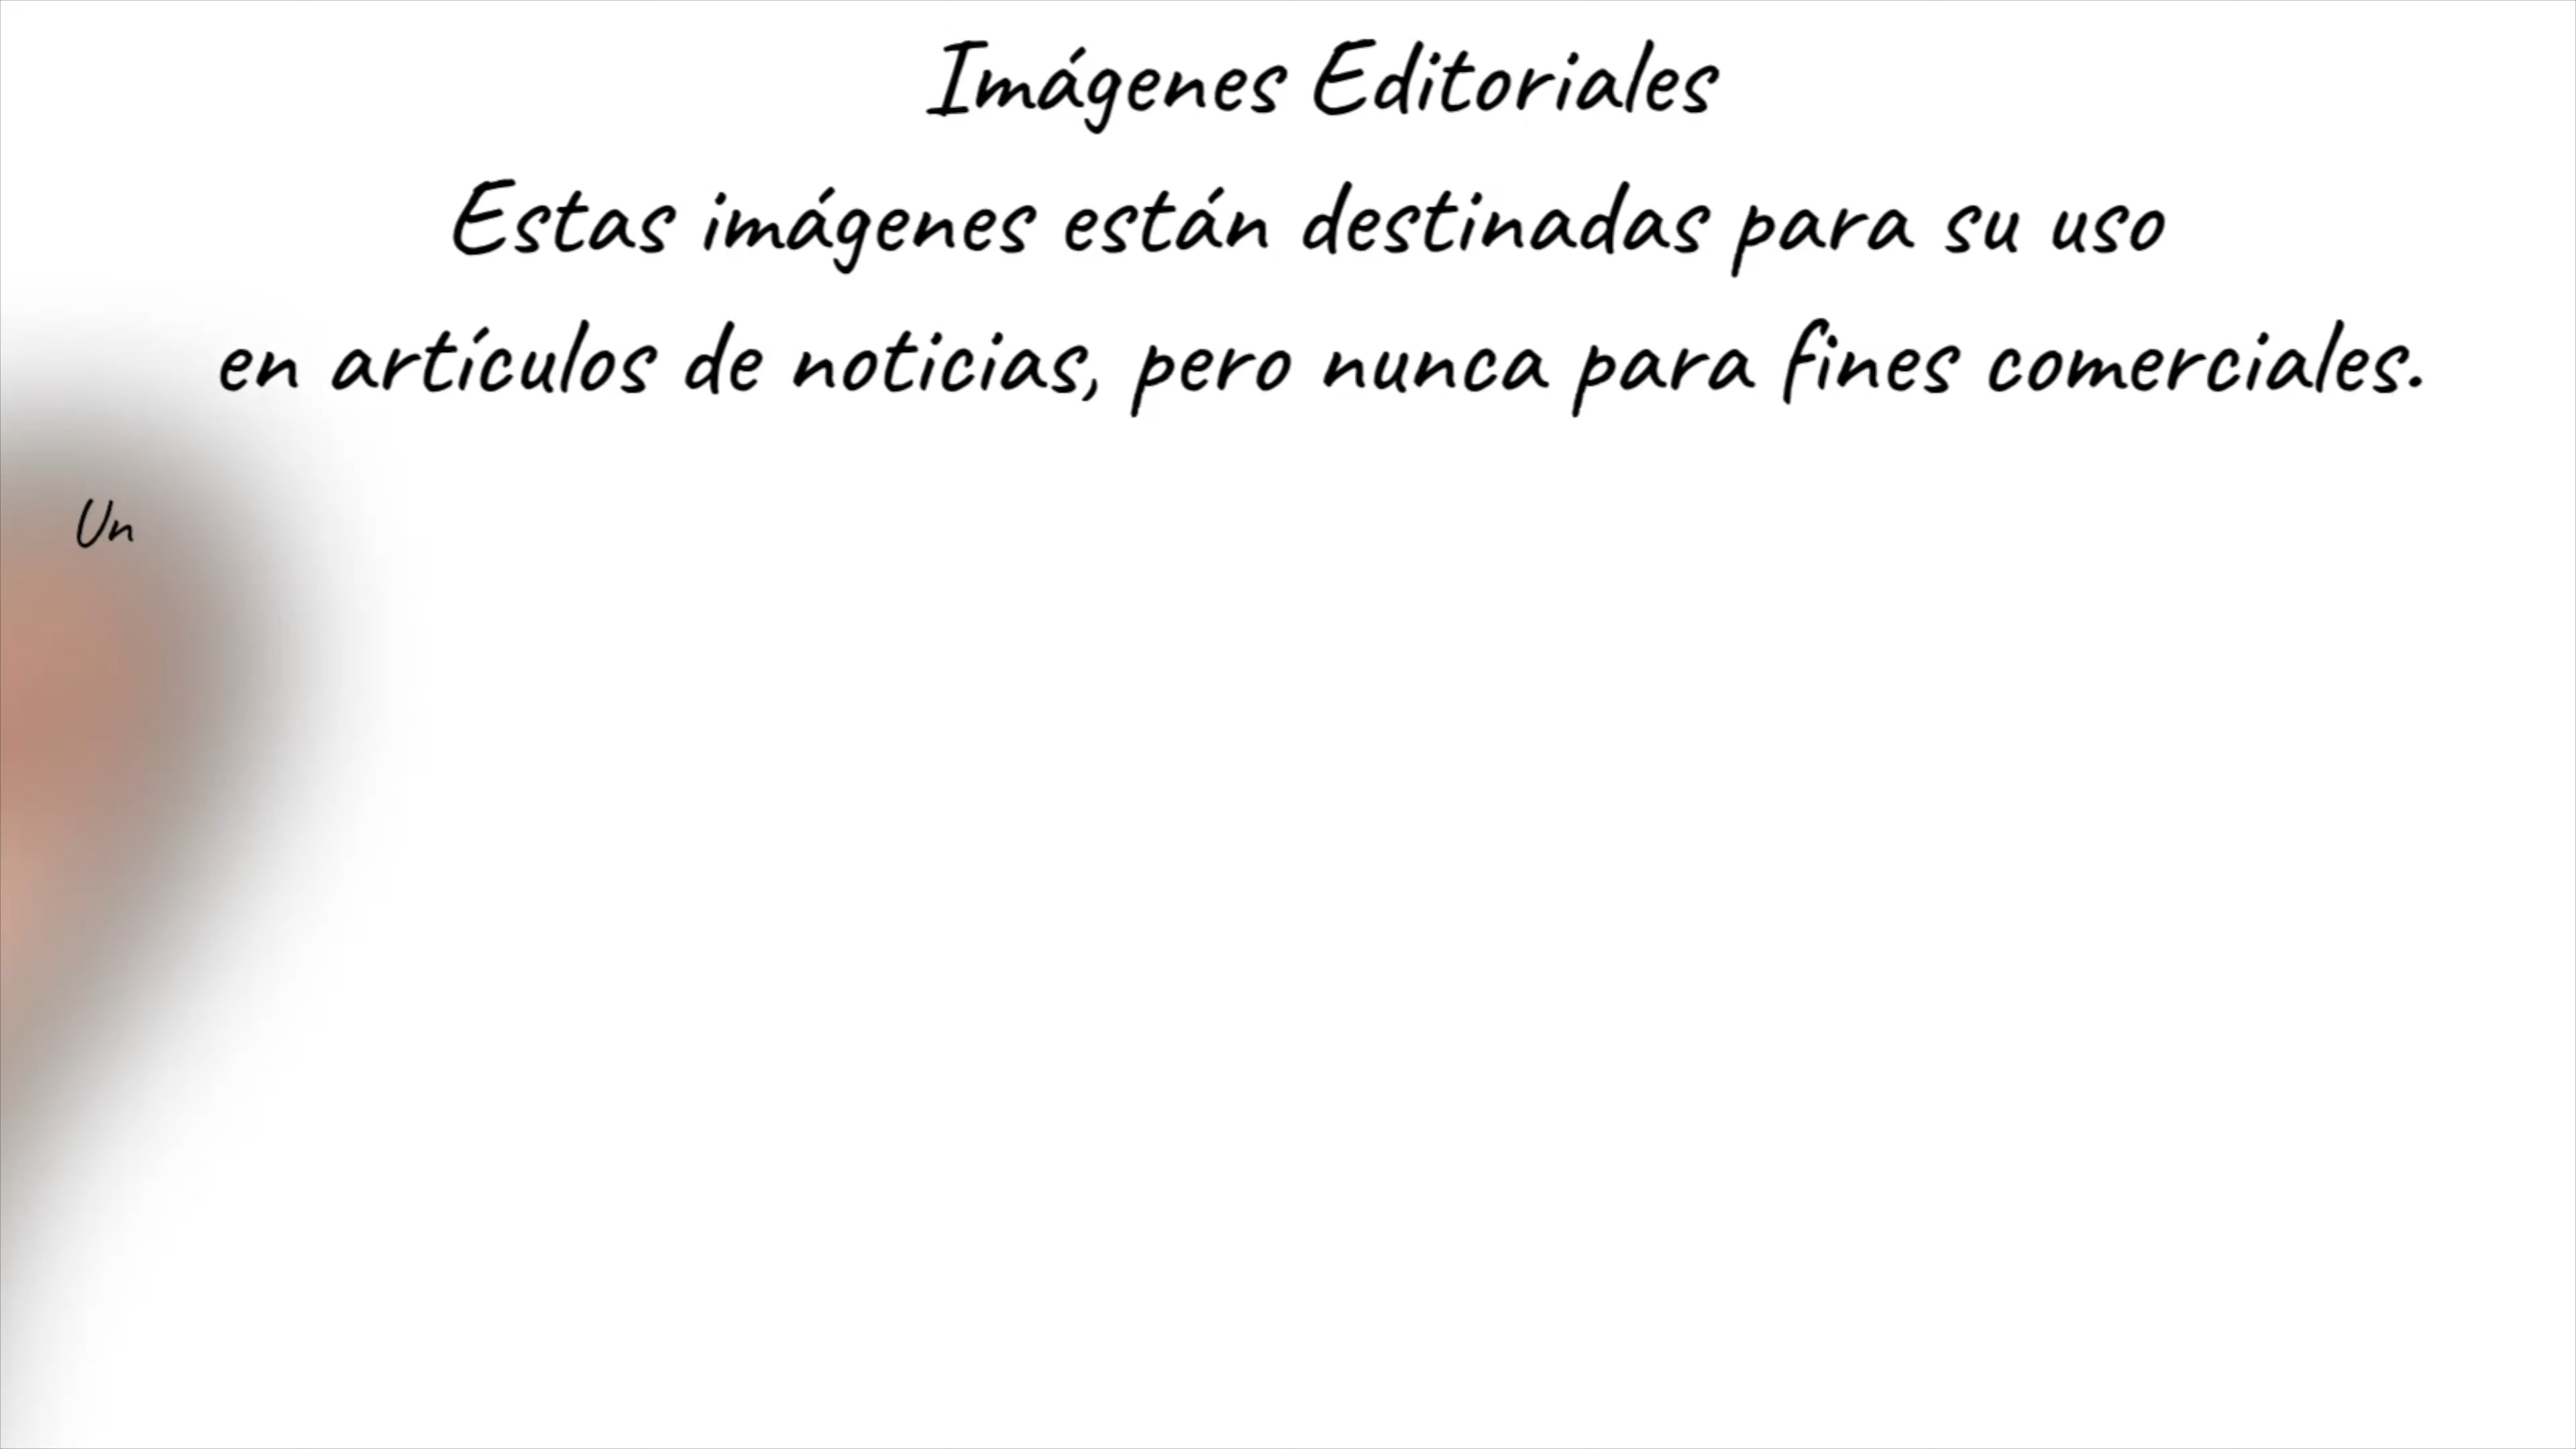 Imágenes Editoriales
Estas imágenes están destinadas para su uso
en artículos de noticias, pero nunca para fines comerciales.
Un